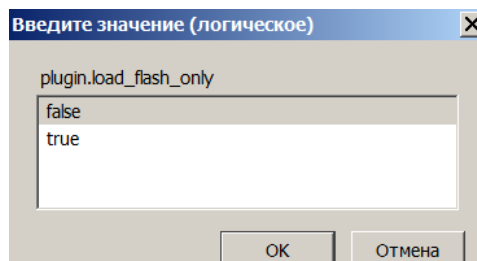 Введите значение (логическое)
plugin.load_flash_only
false
true
OK Отмена